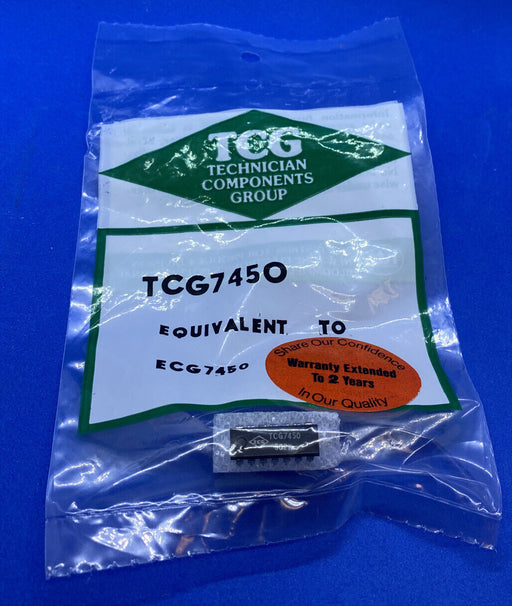 TCG
TECHNICIAN
COMPONENTS
GROUP
TCG7450
EQUIVALENT TO
ECG7450
Share Our Confidence
Warranty Extended
To 2 Years
In Our Quality
TCG7450